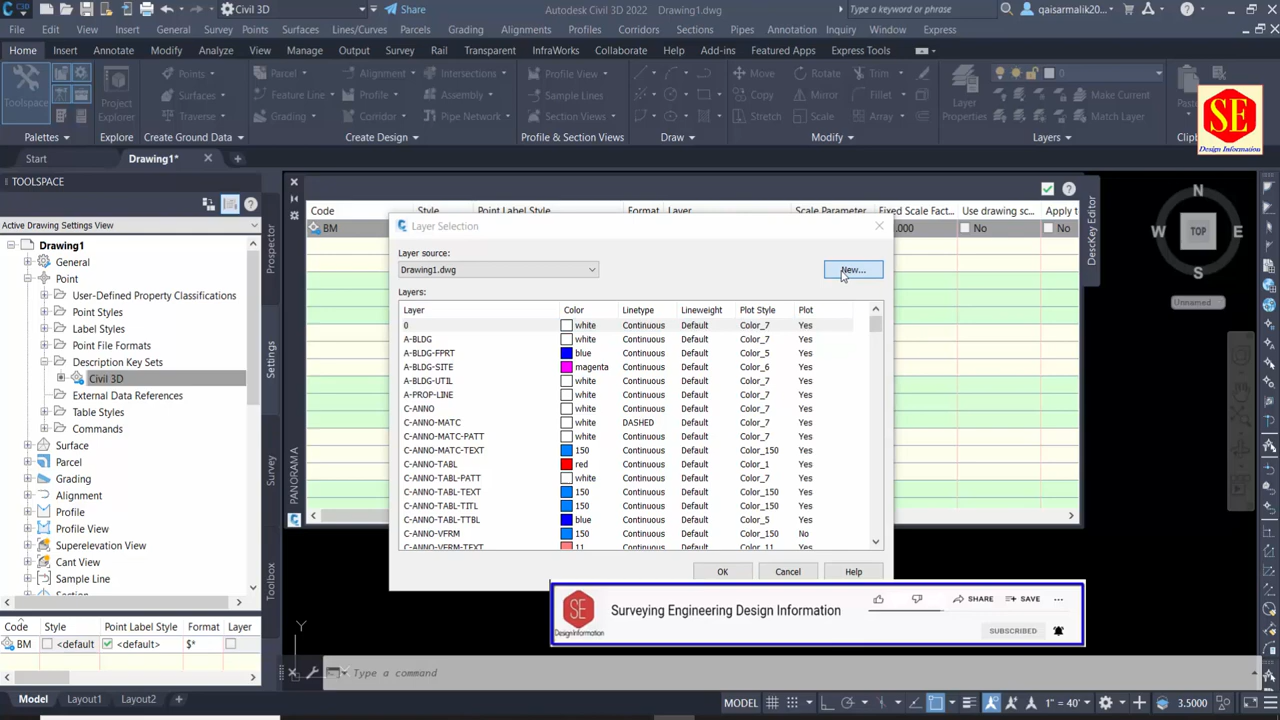 Civil 3D Share Autodesk Civil 3D 2022 Drawing1.dwg Type a keyword or phrase qaisarmalik20...
File Edit View Insert General Survey Points Surfaces Lines/Curves Parcels Grading Alignments Profiles Corridors Sections Pipes Annotation Inquiry Window Express
Home Insert Annotate Modify Analyze View Manage Output Survey Rail Transparent InfraWorks Collaborate Help Add-ins Featured Apps Express Tools
Toolspace
Project Explorer
Points Parcel Alignment Intersections Profile View Move Rotate Trim 0
Surfaces Feature Line Profile Assembly Sample Lines Copy Mirror Fillet Make Current
Traverse Grading Corridor Pipe Network Section Views Stretch Scale Array Match Layer
Layer Properties
Paste
Palettes Explore Create Ground Data Create Design Profile & Section Views Draw Modify Layers
SE
Design Information
Start Drawing1*
TOOLSPACE
Active Drawing Settings View
Drawing1
General
Point
User-Defined Property Classifications
Point Styles
Label Styles
Point File Formats
Description Key Sets
Civil 3D
External Data References
Table Styles
Commands
Surface
Parcel
Grading
Alignment
Profile
Profile View
Superelevation View
Cant View
Sample Line
Prospector
Settings
Survey
Toolbox
Code Style Point Label Style Format Layer
BM <default> <default> $*
PANORAMA
DescKey Editor
Code Style Point Label Style Format Layer Scale Parameter Fixed Scale Fact... Use drawing sc... Apply t
BM .000 No No
Layer Selection
Layer source:
Drawing1.dwg New...
Layers:
Layer Color Linetype Lineweight Plot Style Plot
0 white Continuous Default Color_7 Yes
A-BLDG white Continuous Default Color_7 Yes
A-BLDG-FPRT blue Continuous Default Color_5 Yes
A-BLDG-SITE magenta Continuous Default Color_6 Yes
A-BLDG-UTIL white Continuous Default Color_7 Yes
A-PROP-LINE white Continuous Default Color_7 Yes
C-ANNO white Continuous Default Color_7 Yes
C-ANNO-MATC white DASHED Default Color_7 Yes
C-ANNO-MATC-PATT white Continuous Default Color_7 Yes
C-ANNO-MATC-TEXT 150 Continuous Default Color_150 Yes
C-ANNO-TABL red Continuous Default Color_1 Yes
C-ANNO-TABL-PATT white Continuous Default Color_7 Yes
C-ANNO-TABL-TEXT 150 Continuous Default Color_150 Yes
C-ANNO-TABL-TITL 150 Continuous Default Color_150 Yes
C-ANNO-TABL-TTBL blue Continuous Default Color_5 Yes
C-ANNO-VFRM 150 Continuous Default Color_150 No
C-ANNO-VFRM-TEXT 11 Continuous Default Color_11 Yes
OK Cancel Help
N
W TOP E
S
Unnamed
SE
DesignInformation
Surveying Engineering Design Information
SHARE SAVE
SUBSCRIBED
Y
Type a command
Model Layout1 Layout2 MODEL 1" = 40' 3.5000